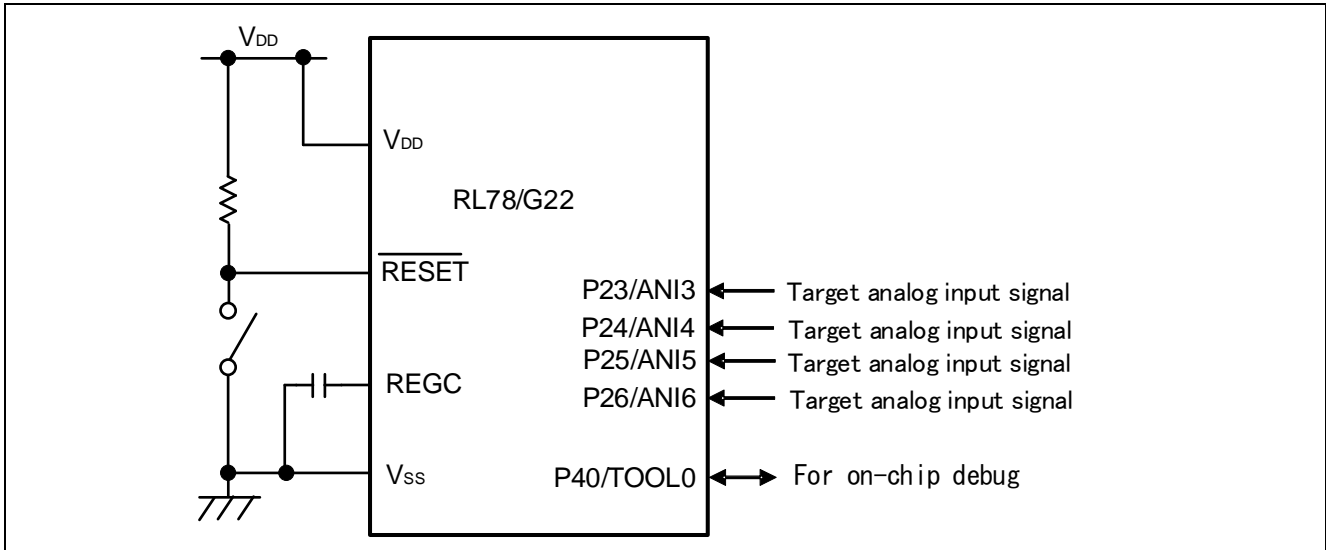 VDD
VDD
RL78/G22
RESET
P23/ANI3 Target analog input signal
P24/ANI4 Target analog input signal
P25/ANI5 Target analog input signal
REGC
P26/ANI6 Target analog input signal
VSS
P40/TOOL0 For on-chip debug